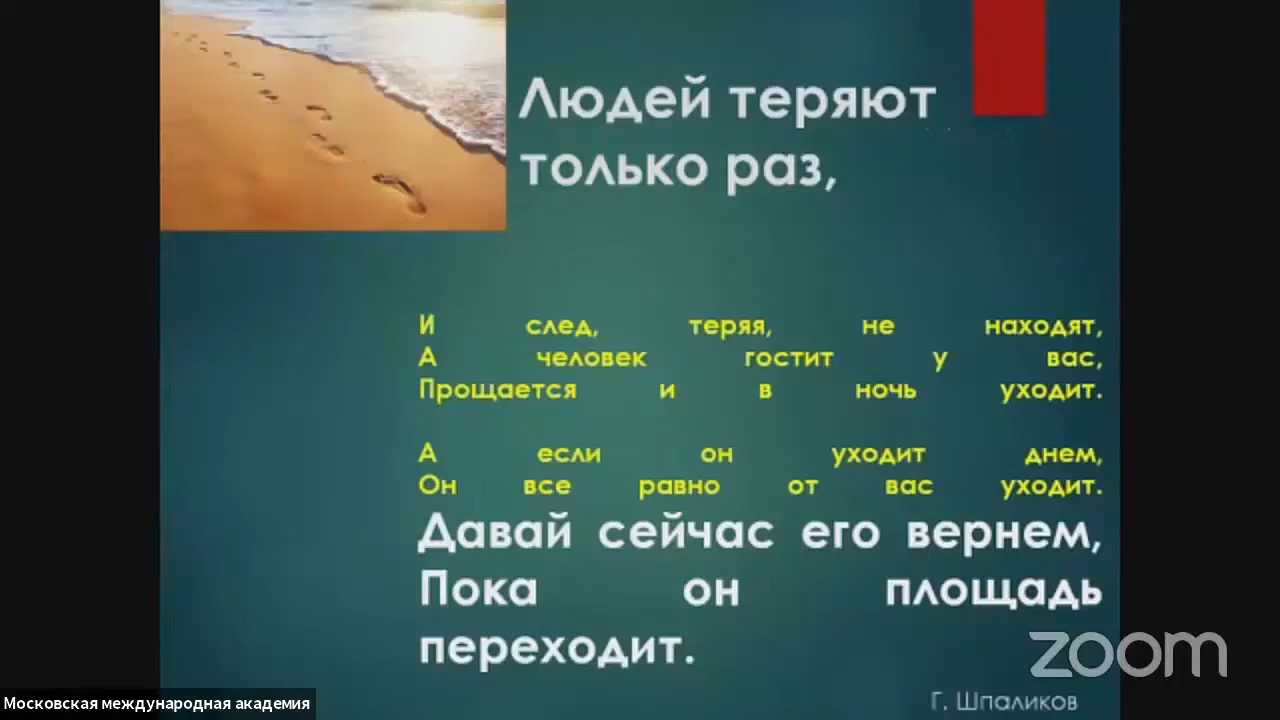 Людей теряют
только раз,
И след, теряя, не находят,
А человек гостит у вас,
Прощается и в ночь уходит.
А если он уходит днем,
Он все равно от вас уходит.
Давай сейчас его вернем,
Пока он площадь
переходит.
zoom
Г. Шпаликов
Московская международная академия